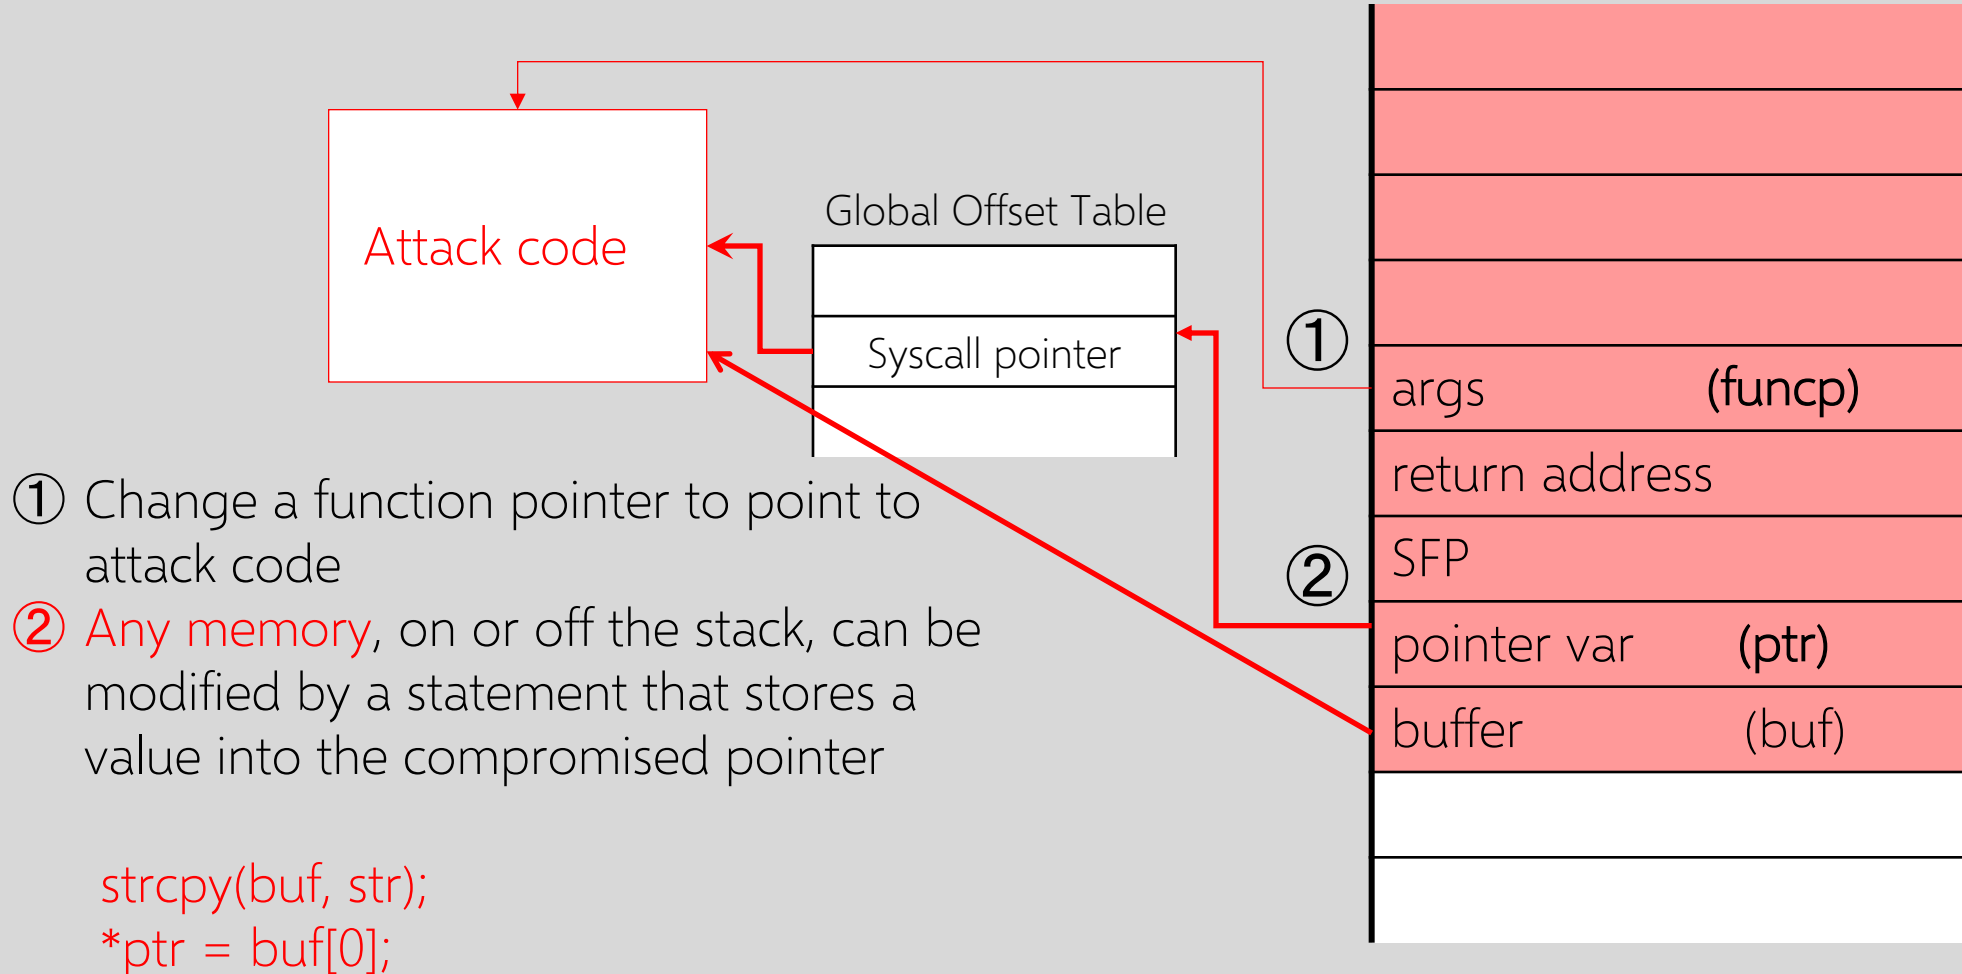 Attack code
Global Offset Table
Syscall pointer
①
args (funcp)
return address
②
SFP
pointer var (ptr)
buffer (buf)
① Change a function pointer to point to
attack code
② Any memory, on or off the stack, can be
modified by a statement that stores a
value into the compromised pointer
strcpy(buf, str);
*ptr = buf[0];